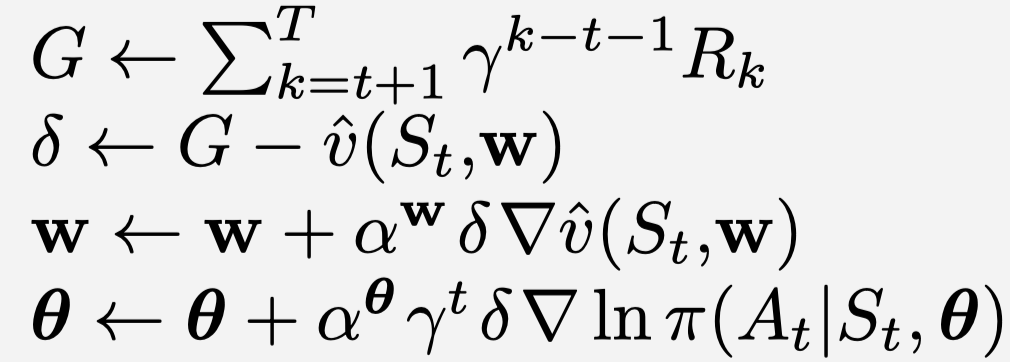 G ← ∑_{k=t+1}^{T} γ^{k−t−1} R_k
δ ← G − v̂(S_t,𝐰)
𝐰 ← 𝐰 + α^𝐰 δ ∇v̂(S_t,𝐰)
𝜽 ← 𝜽 + α^𝜽 γ^t δ ∇ ln π(A_t|S_t, 𝜽)